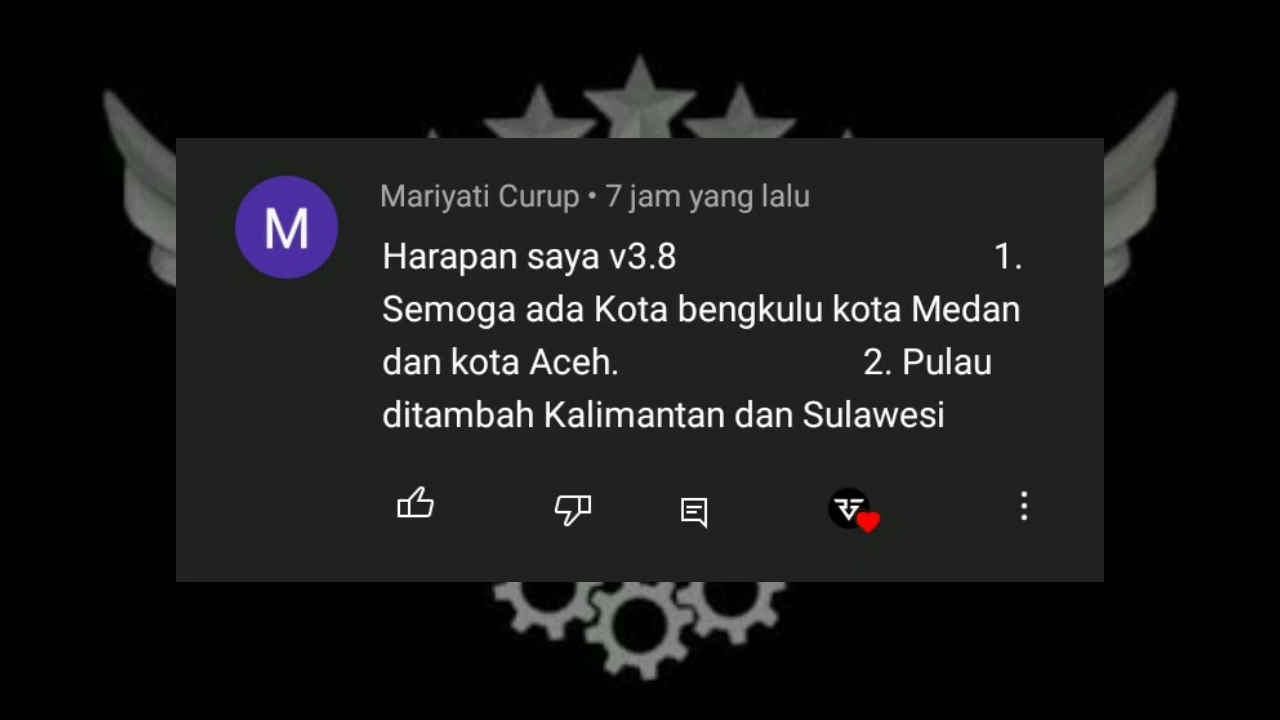 M
Mariyati Curup • 7 jam yang lalu
Harapan saya v3.8 1.
Semoga ada Kota bengkulu kota Medan
dan kota Aceh. 2. Pulau
ditambah Kalimantan dan Sulawesi